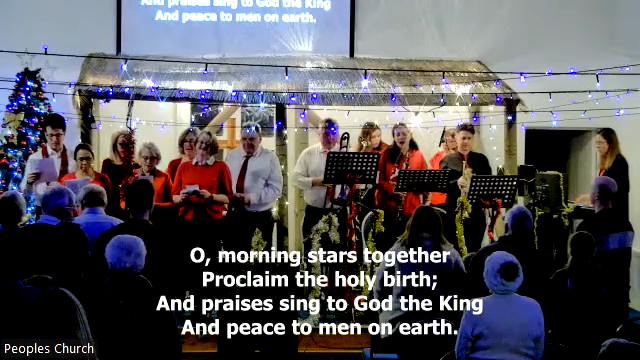 And praises sing to God the King
And peace to men on earth.
O, morning stars together
Proclaim the holy birth;
And praises sing to God the King
And peace to men on earth.
Peoples Church